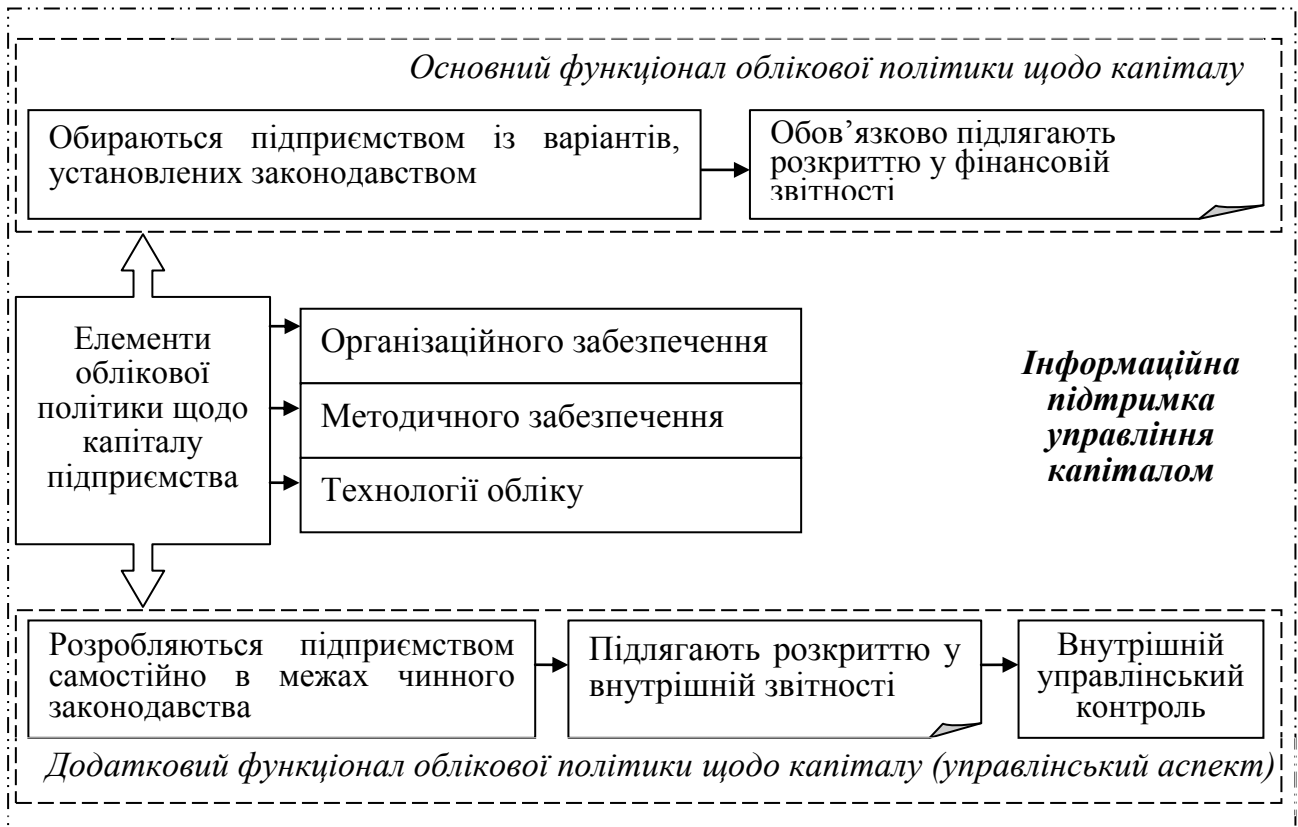 Основний функціонал облікової політики щодо капіталу
Обираються підприємством із варіантів,
установлених законодавством
Обов’язково підлягають
розкриттю у фінансовій
звітності
Елементи
облікової
політики щодо
капіталу
підприємства
Організаційного забезпечення
Методичного забезпечення
Технології обліку
Інформаційна
підтримка
управління
капіталом
Розробляються підприємством
самостійно в межах чинного
законодавства
Підлягають розкриттю у
внутрішній звітності
Внутрішній
управлінський
контроль
Додатковий функціонал облікової політики щодо капіталу (управлінський аспект)